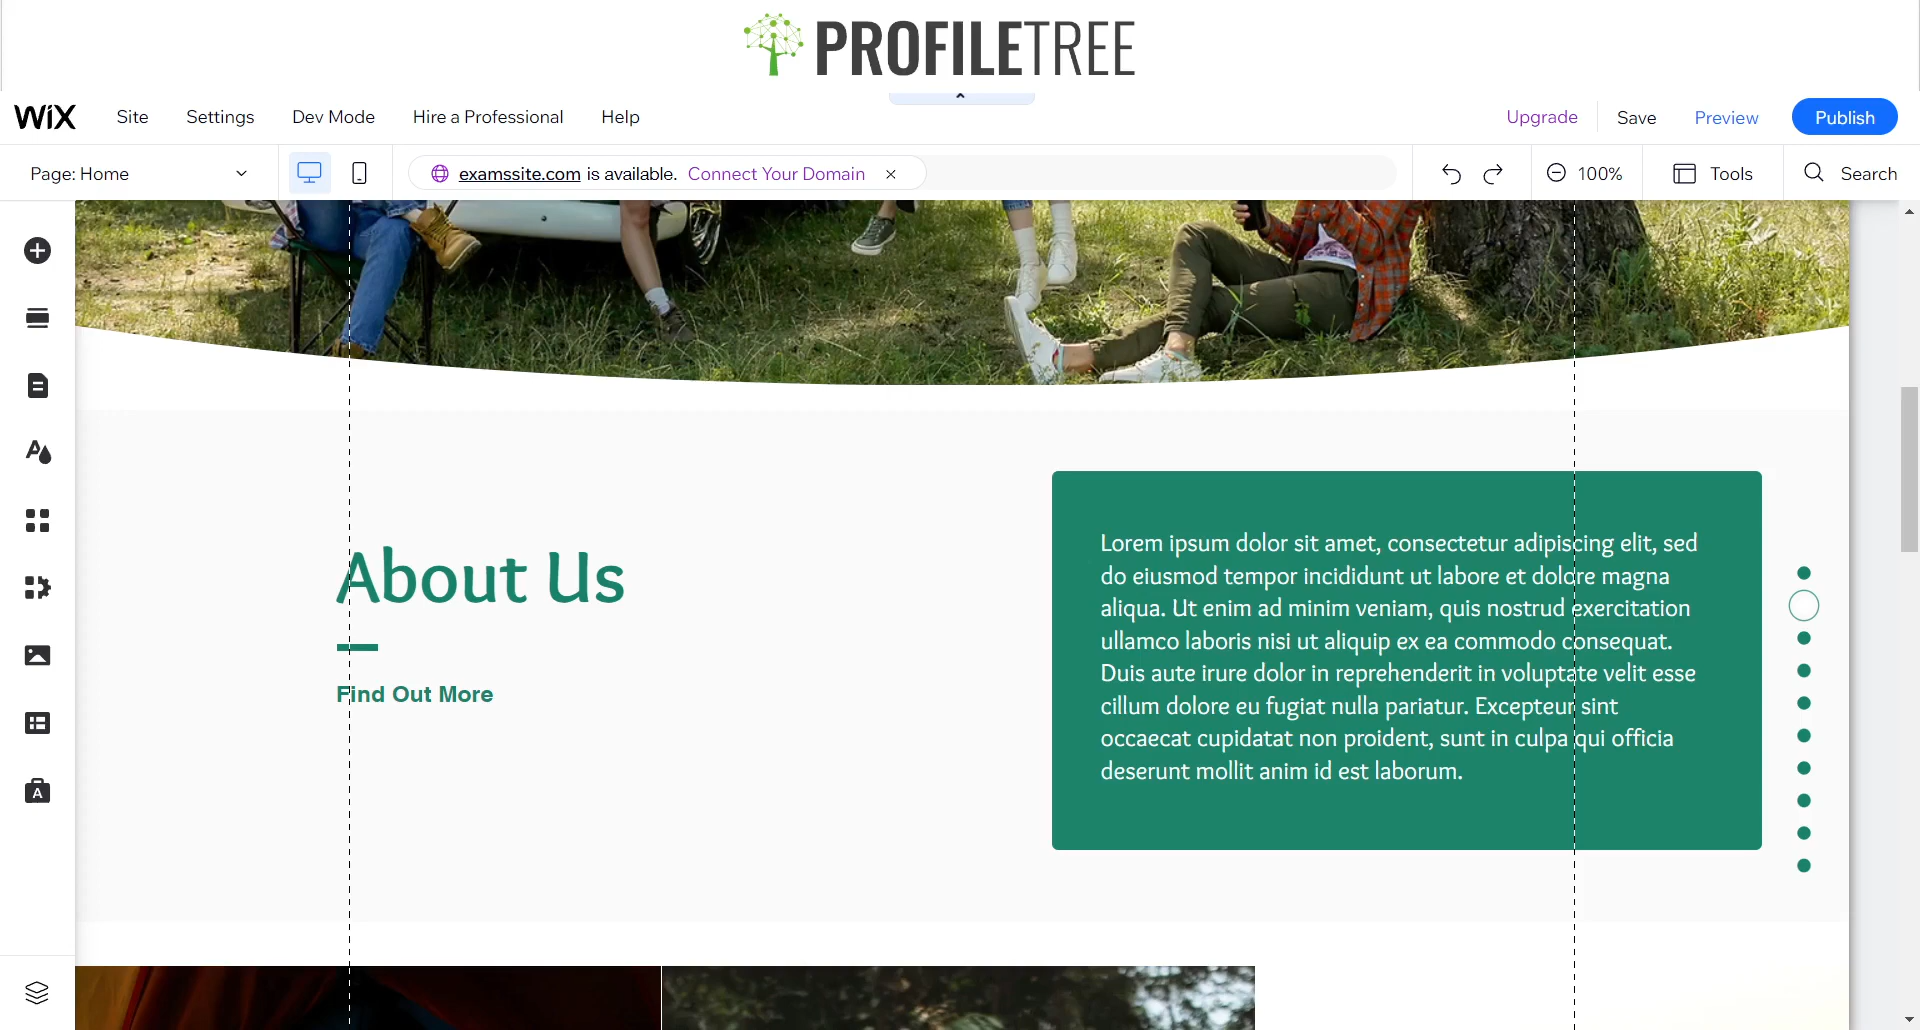 PROFILETREE
WiX Site Settings Dev Mode Hire a Professional Help Upgrade Save Preview Publish
Page: Home examssite.com is available. Connect Your Domain 100% Tools Search
About Us
Find Out More
Lorem ipsum dolor sit amet, consectetur adipiscing elit, sed
do eiusmod tempor incididunt ut labore et dolore magna
aliqua. Ut enim ad minim veniam, quis nostrud exercitation
ullamco laboris nisi ut aliquip ex ea commodo consequat.
Duis aute irure dolor in reprehenderit in voluptate velit esse
cillum dolore eu fugiat nulla pariatur. Excepteur sint
occaecat cupidatat non proident, sunt in culpa qui officia
deserunt mollit anim id est laborum.
A